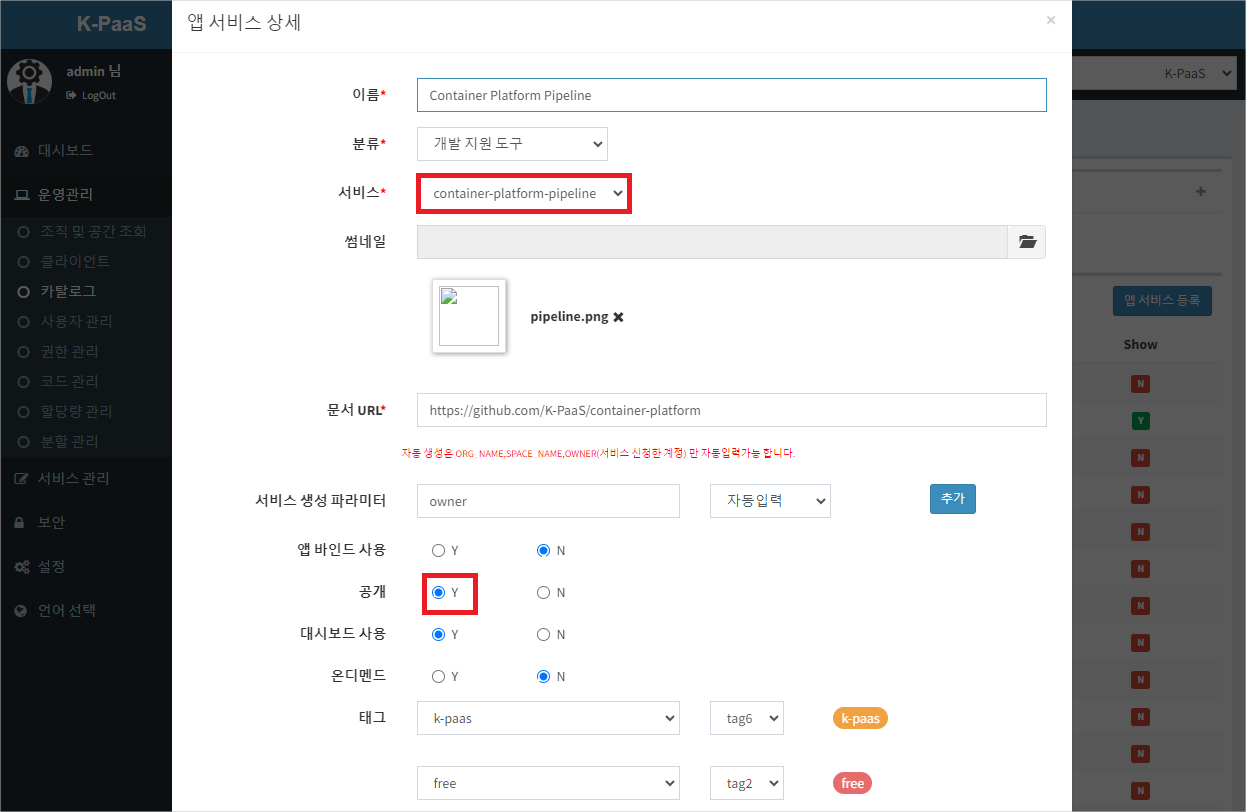 K-PaaS
앱 서비스 상세
×
admin 님
LogOut
K-PaaS
대시보드
운영관리
조직 및 공간 조회
클라이언트
카탈로그
사용자 관리
권한 관리
코드 관리
할당량 관리
분할 관리
서비스 관리
보안
설정
언어 선택
이름*
Container Platform Pipeline
분류*
개발 지원 도구
서비스*
container-platform-pipeline
썸네일
pipeline.png
문서 URL*
https://github.com/K-PaaS/container-platform
자동 생성은 ORG_NAME,SPACE_NAME,OWNER(서비스 신청한 계정) 만 자동입력가능 합니다.
서비스 생성 파라미터
owner
자동입력
추가
앱 바인드 사용
Y N
공개
Y N
대시보드 사용
Y N
온디멘드
Y N
태그
k-paas tag6 k-paas
free tag2 free
앱 서비스 등록
Show
N
Y
N
N
N
N
N
N
N
N
N
N